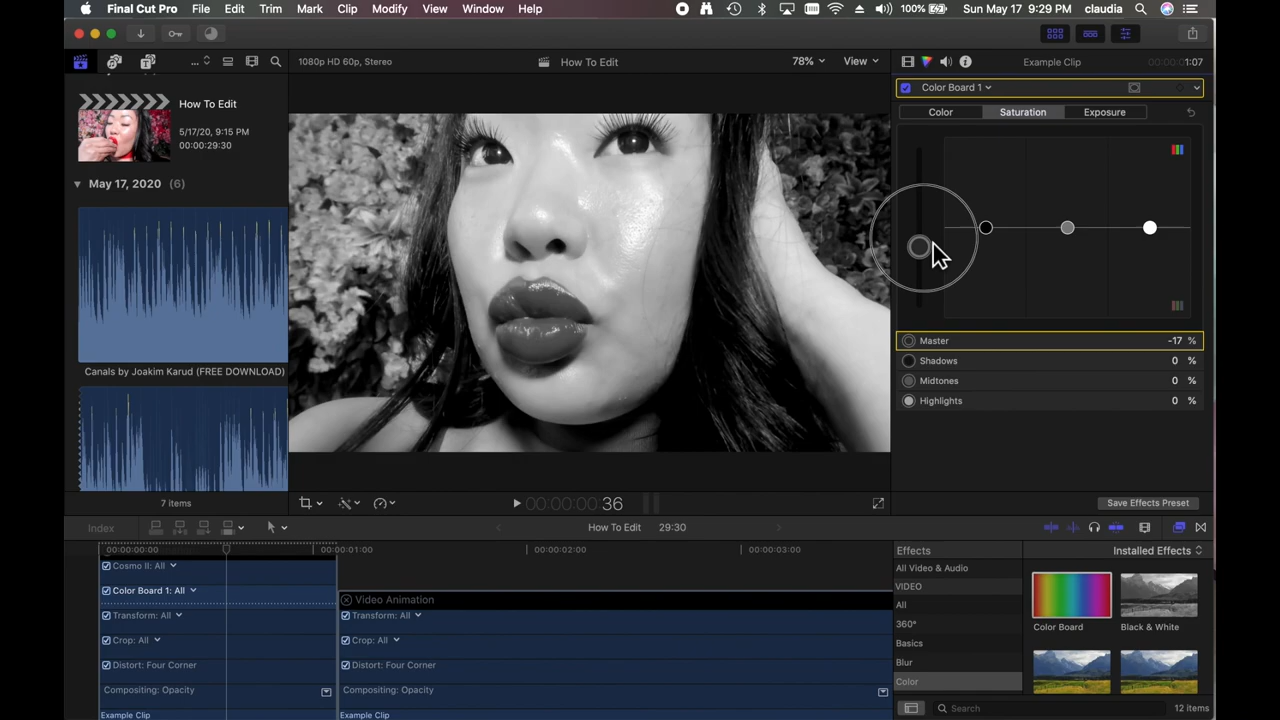 Final Cut Pro File Edit Trim Mark Clip Modify View Window Help 100% Sun May 17 9:29 PM claudia
1080p HD 60p, Stereo How To Edit 78% View Example Clip 1:07
How To Edit
5/17/20, 9:15 PM
00:00:29:30
May 17, 2020 (6)
Canals by Joakim Karud (FREE DOWNLOAD)
7 items
Color Board 1
Color Saturation Exposure
Master -17 %
Shadows 0 %
Midtones 0 %
Highlights 0 %
00:00:00:00 36
Save Effects Preset
Index How To Edit 29:30
00:00:00:00 00:00:01:00 00:00:02:00 00:00:03:00
Cosmo II: All
Color Board 1: All
Transform: All
Crop: All
Distort: Four Corner
Compositing: Opacity
Example Clip
Video Animation
Transform: All
Crop: All
Distort: Four Corner
Compositing: Opacity
Example Clip
Effects Installed Effects
All Video & Audio
VIDEO
All
360°
Basics
Blur
Color
Color Board Black & White
Search 12 items